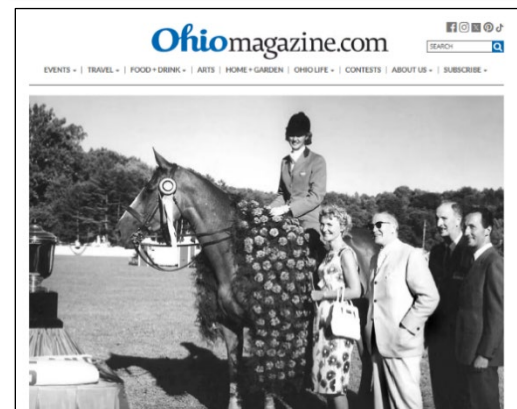 Ohiomagazine.com
SEARCH
EVENTS | TRAVEL | FOOD + DRINK | ARTS | HOME + GARDEN | OHIO LIFE | CONTESTS | ABOUT US | SUBSCRIBE